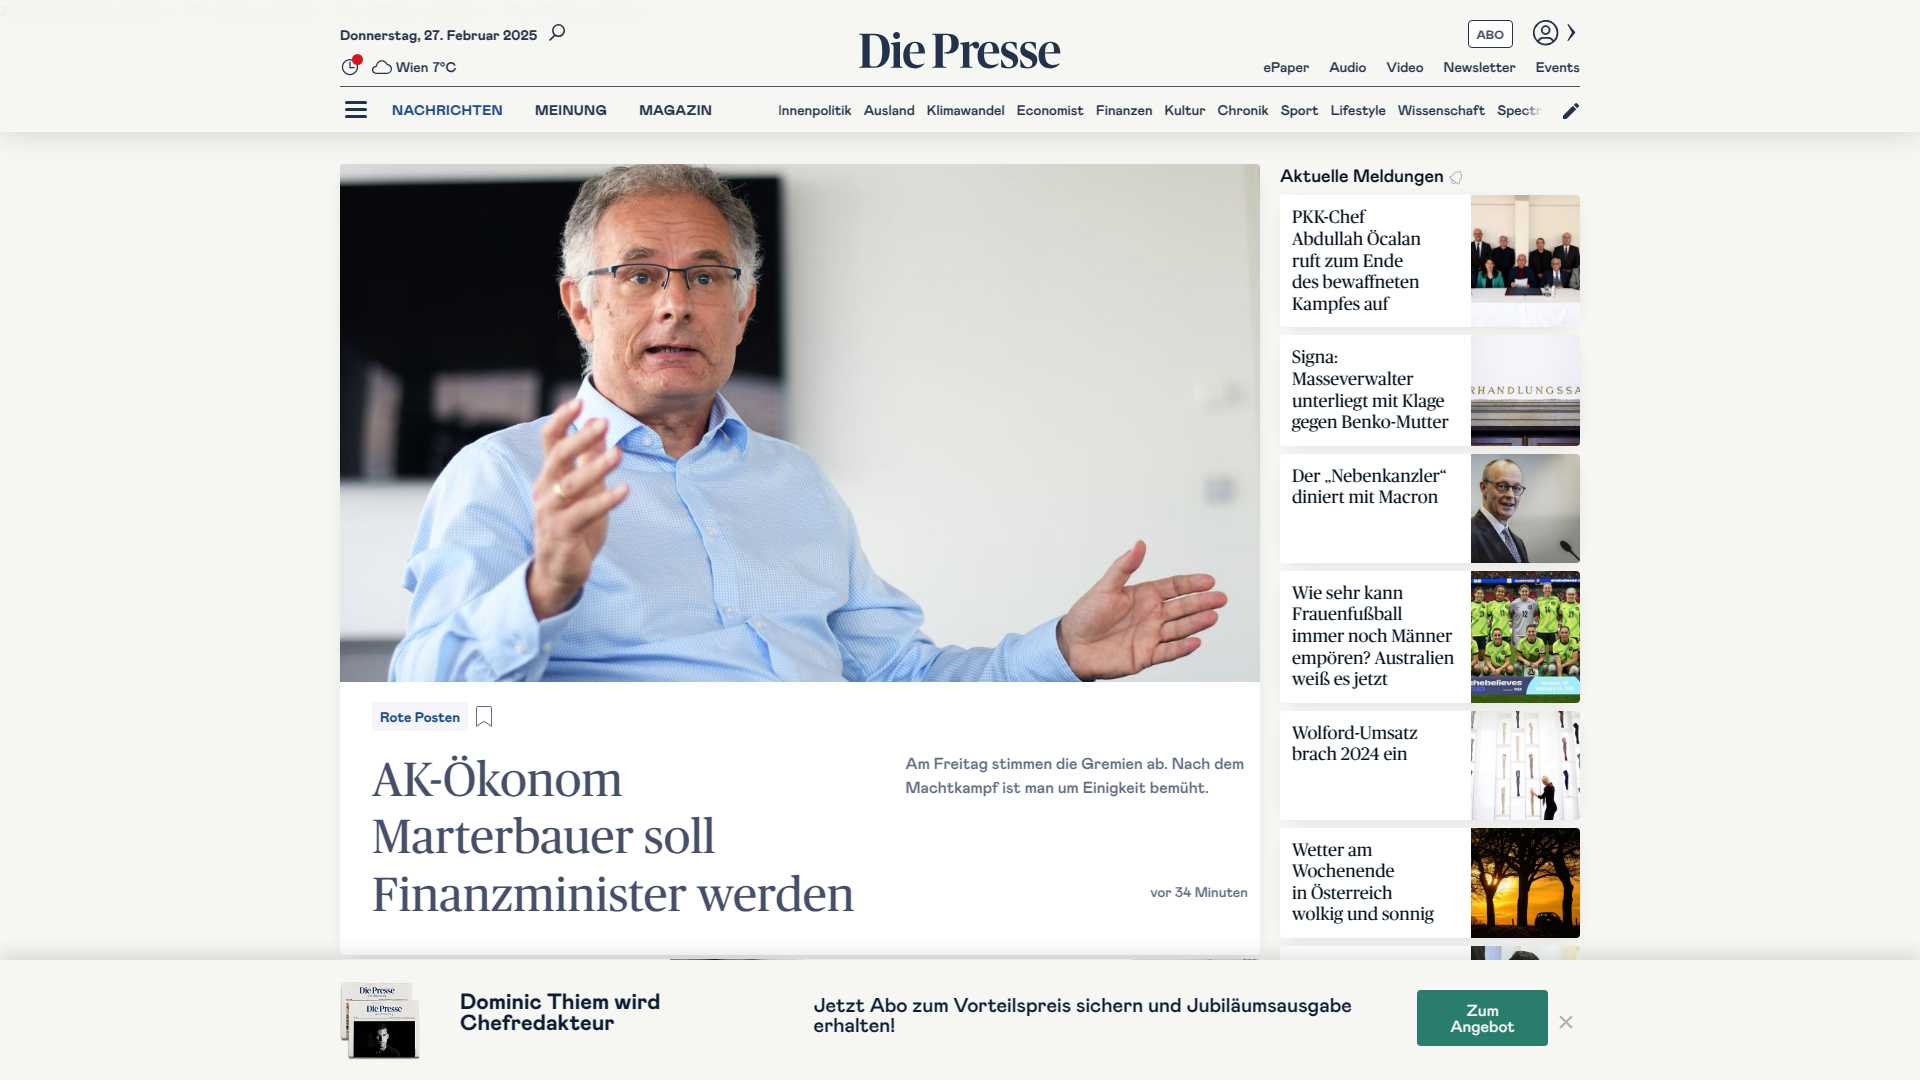 Donnerstag, 27. Februar 2025
Wien 7°C
Die Presse
ABO
ePaper Audio Video Newsletter Events
NACHRICHTEN MEINUNG MAGAZIN
Innenpolitik Ausland Klimawandel Economist Finanzen Kultur Chronik Sport Lifestyle Wissenschaft Spectr
Rote Posten
AK-Ökonom
Marterbauer soll
Finanzminister werden
Am Freitag stimmen die Gremien ab. Nach dem
Machtkampf ist man um Einigkeit bemüht.
vor 34 Minuten
Aktuelle Meldungen
PKK-Chef
Abdullah Öcalan
ruft zum Ende
des bewaffneten
Kampfes auf
Signa:
Masseverwalter
unterliegt mit Klage
gegen Benko-Mutter
RHANDLUNGSSA
Der „Nebenkanzler“
diniert mit Macron
Wie sehr kann
Frauenfußball
immer noch Männer
empören? Australien
weiß es jetzt
hebelieves
Wolford-Umsatz
brach 2024 ein
Wetter am
Wochenende
in Österreich
wolkig und sonnig
Die Presse
Die Presse
Dominic Thiem wird
Chefredakteur
Jetzt Abo zum Vorteilspreis sichern und Jubiläumsausgabe
erhalten!
Zum
Angebot